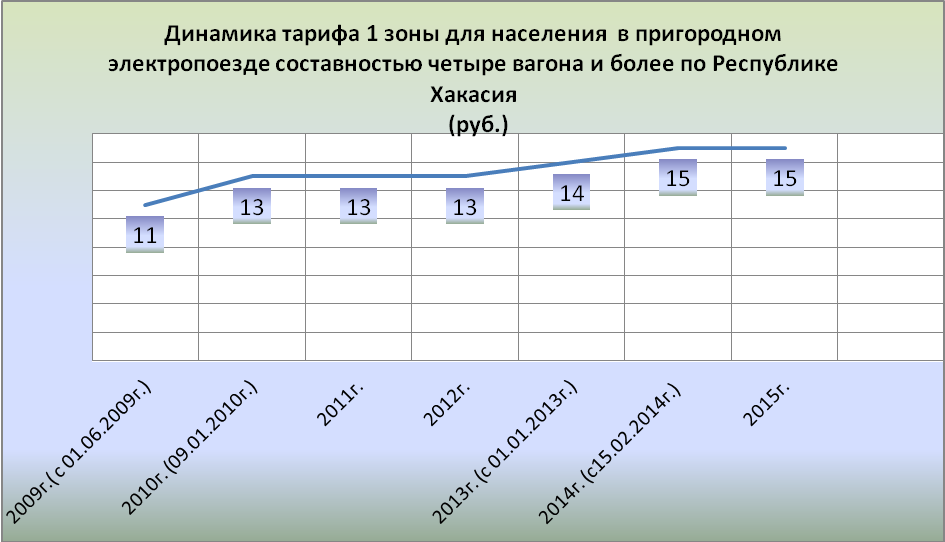 Динамика тарифа 1 зоны для населения в пригородном
электропоезде составностью четыре вагона и более по Республике
Хакасия
(руб.)
11
13
13
13
14
15
15
2009г.(с 01.06.2009г.)
2010г. (09.01.2010г.)
2011г.
2012г.
2013г. (с 01.01.2013г.)
2014г. (с15.02.2014г.)
2015г.